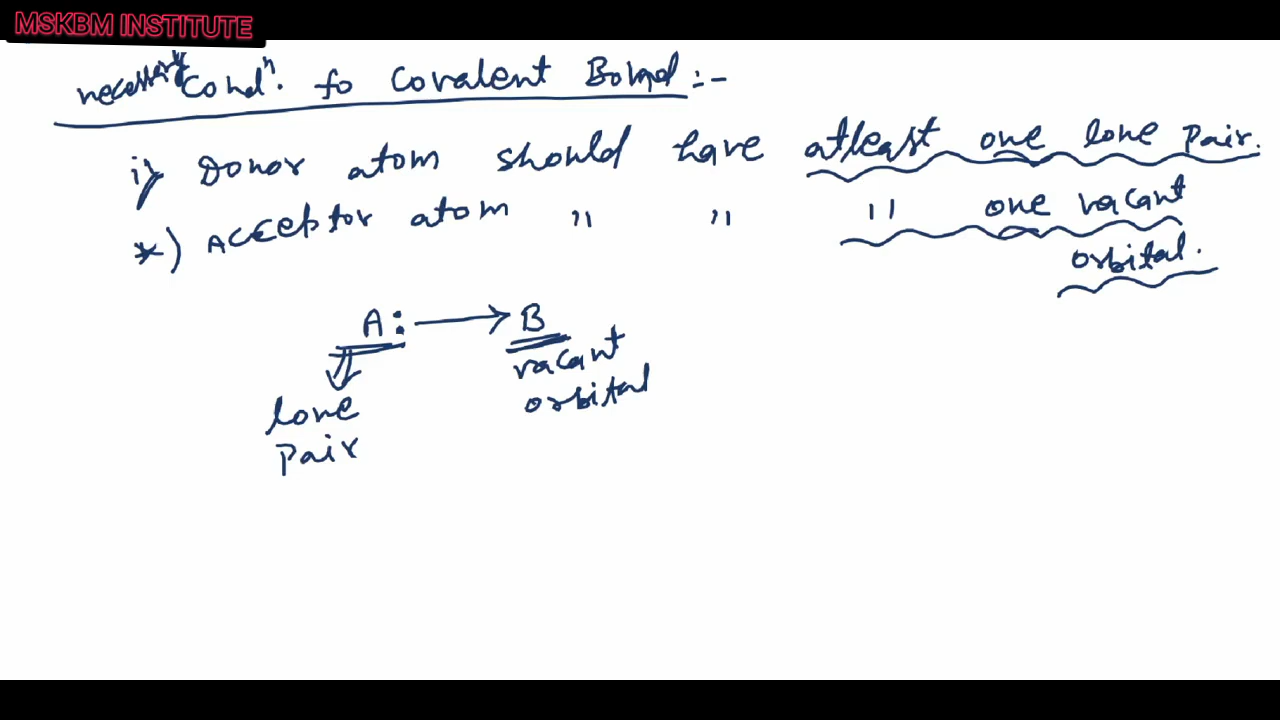 MSKBM INSTITUTE
necessary Condⁿ. fo Covalent Bond :-
i) Donor atom should have atleast one lone Pair.
*) Acceptor atom " " " one vacant
orbital.
A: → B
vacant
orbital
lone
Pair